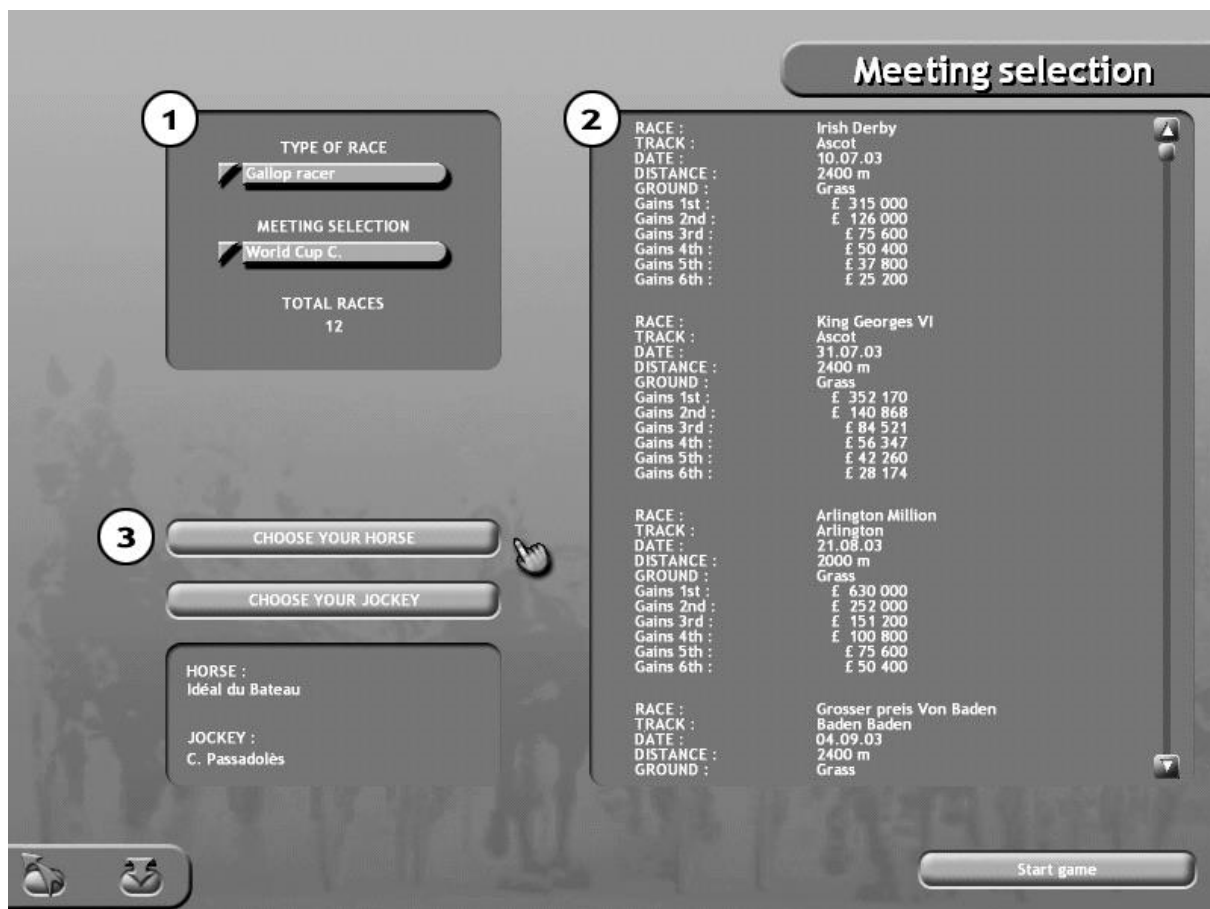 Meeting selection
1
TYPE OF RACE
Gallop racer
MEETING SELECTION
World Cup C.
TOTAL RACES
12
2
RACE : Irish Derby
TRACK : Ascot
DATE : 10.07.03
DISTANCE : 2400 m
GROUND : Grass
Gains 1st : £ 315 000
Gains 2nd : £ 126 000
Gains 3rd : £ 75 600
Gains 4th : £ 50 400
Gains 5th : £ 37 800
Gains 6th : £ 25 200
RACE : King Georges VI
TRACK : Ascot
DATE : 31.07.03
DISTANCE : 2400 m
GROUND : Grass
Gains 1st : £ 352 170
Gains 2nd : £ 140 868
Gains 3rd : £ 84 521
Gains 4th : £ 56 347
Gains 5th : £ 42 260
Gains 6th : £ 28 174
RACE : Arlington Million
TRACK : Arlington
DATE : 21.08.03
DISTANCE : 2000 m
GROUND : Grass
Gains 1st : £ 630 000
Gains 2nd : £ 252 000
Gains 3rd : £ 151 200
Gains 4th : £ 100 800
Gains 5th : £ 75 600
Gains 6th : £ 50 400
RACE : Grosser preis Von Baden
TRACK : Baden Baden
DATE : 04.09.03
DISTANCE : 2400 m
GROUND : Grass
3
CHOOSE YOUR HORSE
CHOOSE YOUR JOCKEY
HORSE :
Idéal du Bateau
JOCKEY :
C. Passadolès
Start game